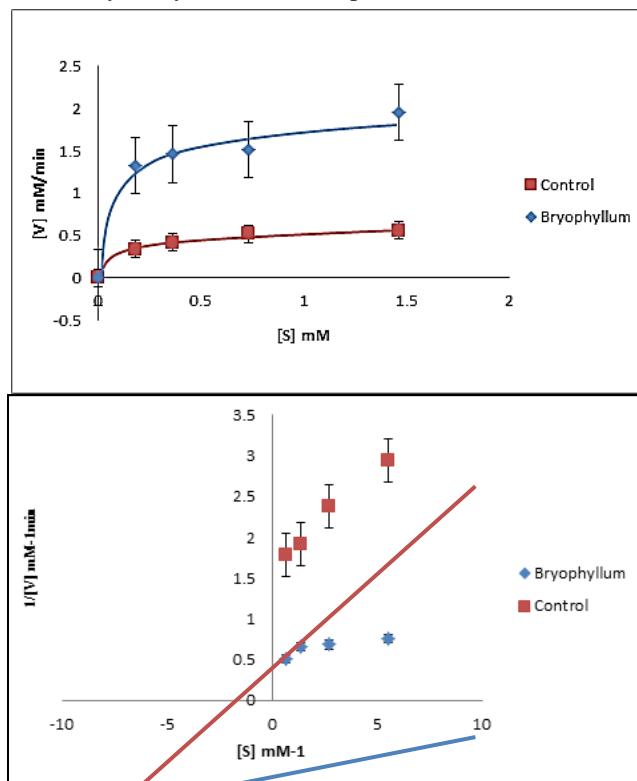 2.5
2
1.5
1
0.5
0
-0.5
[V] mM/min
0 0.5 1 1.5 2
[S] mM
Control
Bryophyllum
3.5
3
2.5
2
1.5
1
0.5
0
1/[V] mM-1min
-10 -5 0 5 10
[S] mM-1
Bryophyllum
Control